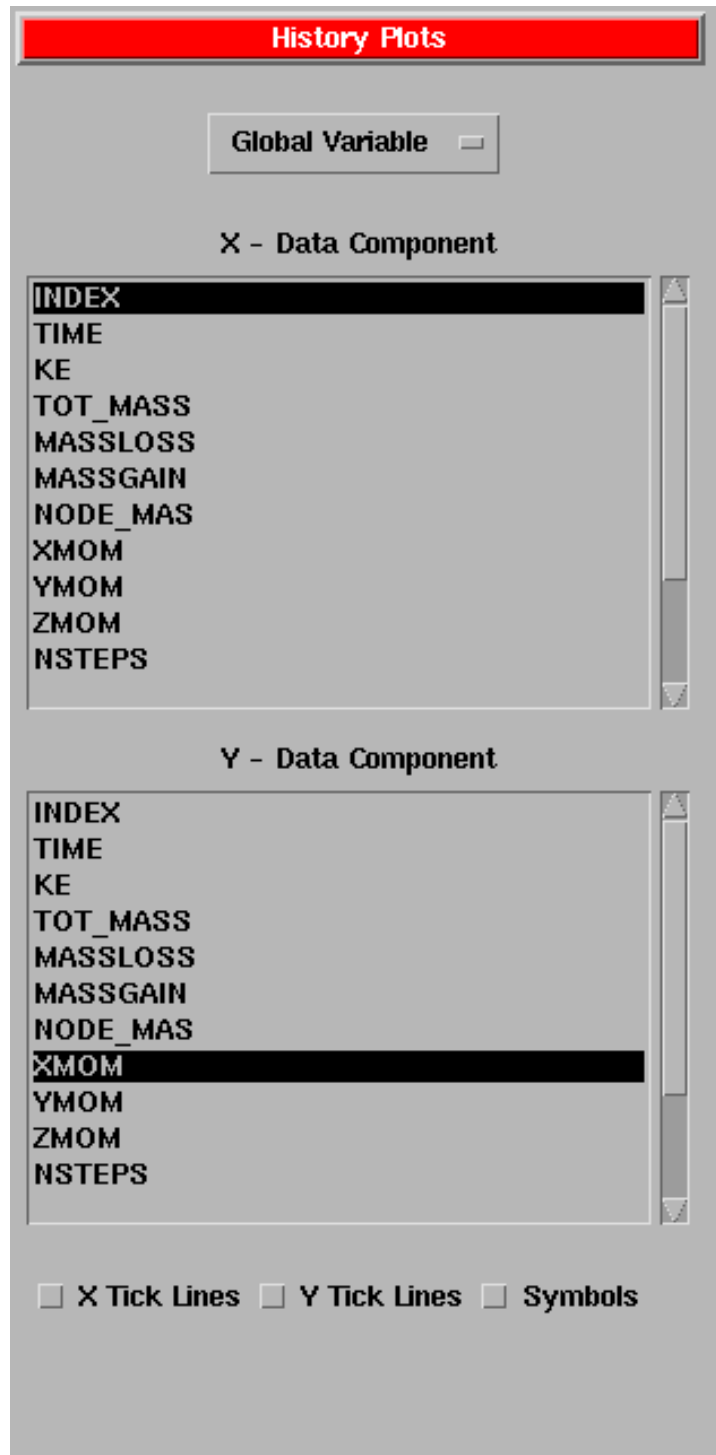 History Plots
Global Variable
X - Data Component
INDEX
TIME
KE
TOT_MASS
MASSLOSS
MASSGAIN
NODE_MAS
XMOM
YMOM
ZMOM
NSTEPS
Y - Data Component
INDEX
TIME
KE
TOT_MASS
MASSLOSS
MASSGAIN
NODE_MAS
XMOM
YMOM
ZMOM
NSTEPS
X Tick Lines Y Tick Lines Symbols